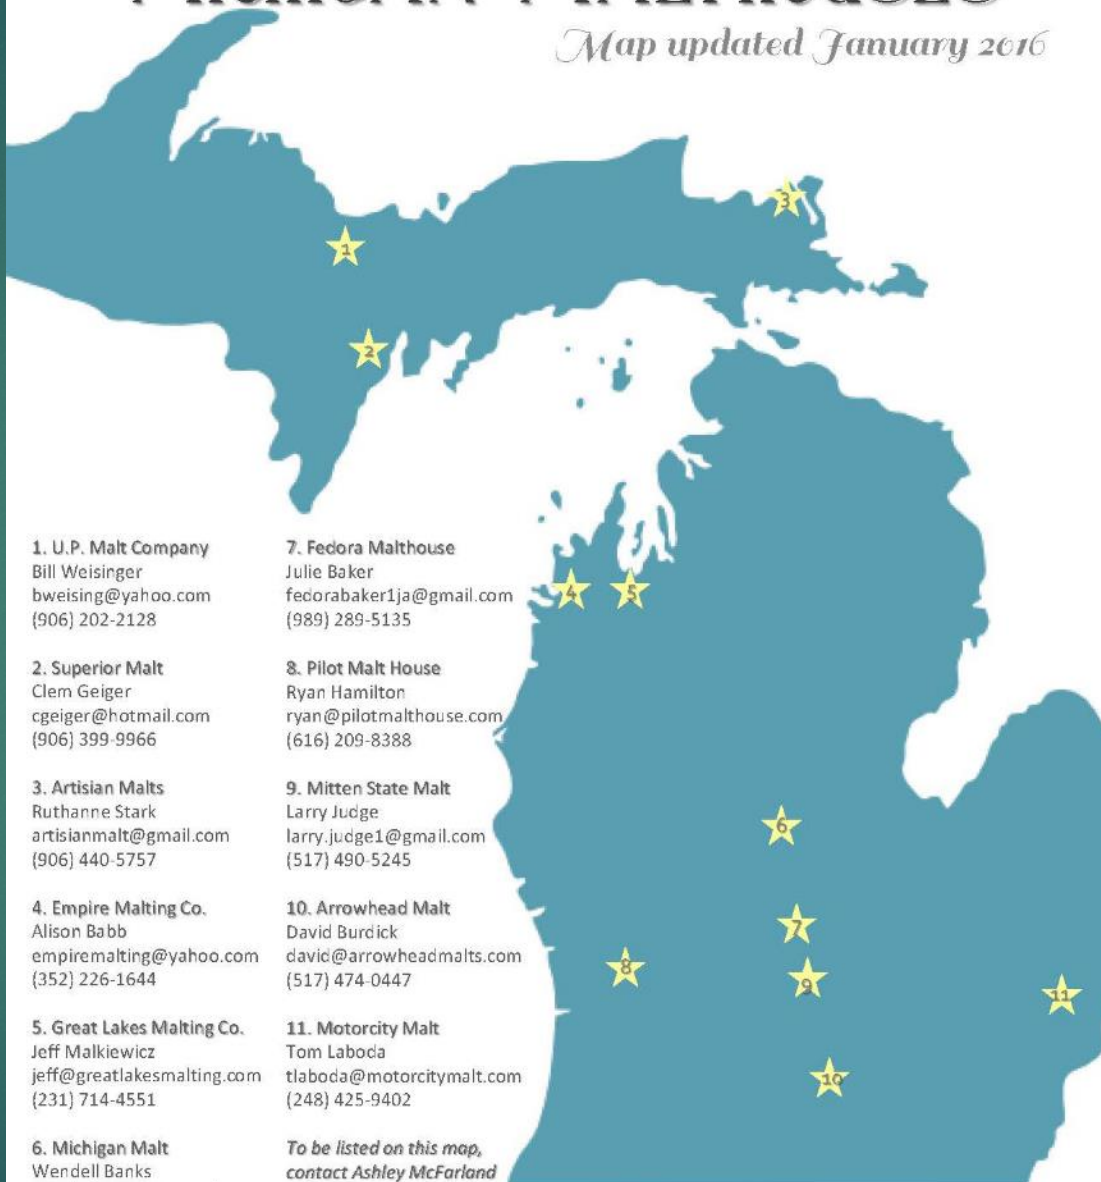 Map updated January 2016
1
2
3
4
5
6
7
8
9
10
11
1. U.P. Malt Company
Bill Weisinger
bweising@yahoo.com
(906) 202-2128
2. Superior Malt
Clem Geiger
cgeiger@hotmail.com
(906) 399-9966
3. Artisian Malts
Ruthanne Stark
artisianmalt@gmail.com
(906) 440-5757
4. Empire Malting Co.
Alison Babb
empiremalting@yahoo.com
(352) 226-1644
5. Great Lakes Malting Co.
Jeff Malkiewicz
jeff@greatlakesmalting.com
(231) 714-4551
6. Michigan Malt
Wendell Banks
7. Fedora Malthouse
Julie Baker
fedorabaker1ja@gmail.com
(989) 289-5135
8. Pilot Malt House
Ryan Hamilton
ryan@pilotmalthouse.com
(616) 209-8388
9. Mitten State Malt
Larry Judge
larry.judge1@gmail.com
(517) 490-5245
10. Arrowhead Malt
David Burdick
david@arrowheadmalts.com
(517) 474-0447
11. Motorcity Malt
Tom Laboda
tlaboda@motorcitymalt.com
(248) 425-9402
To be listed on this map,
contact Ashley McFarland